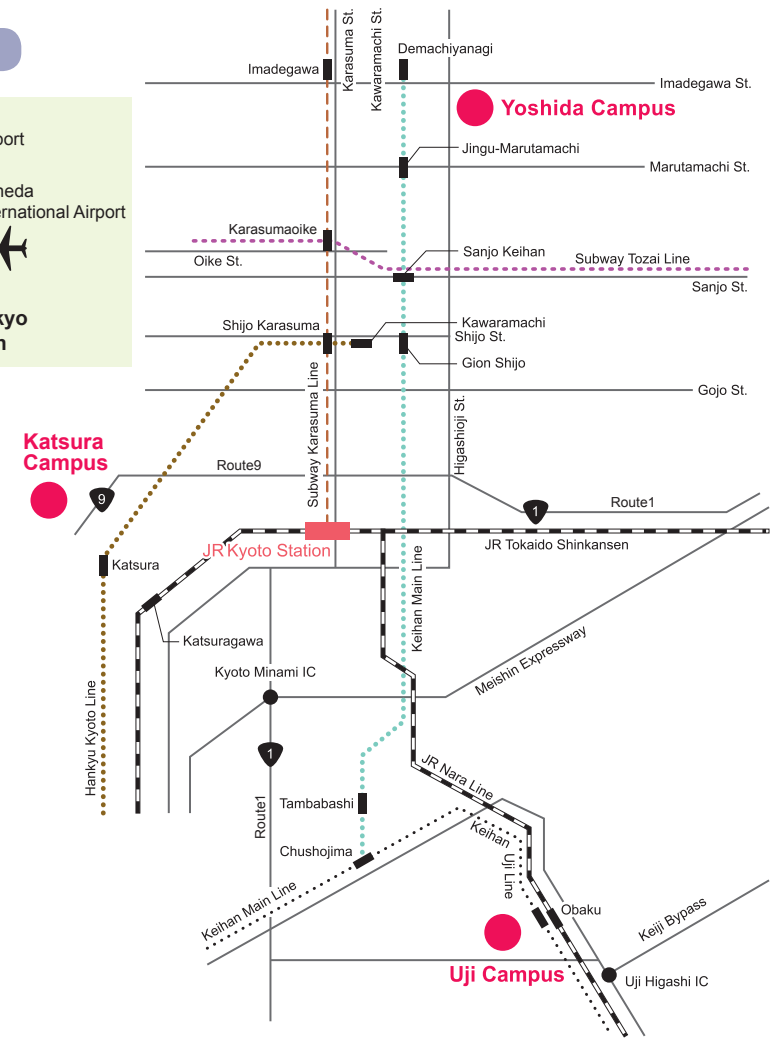 Karasuma St.
Kawaramachi St.
Demachiyanagi
Imadegawa
Imadegawa St.
Yoshida Campus
port
Jingu-Marutamachi
Marutamachi St.
neda
ernational Airport
Karasumaoike
Sanjo Keihan
Subway Tozai Line
Oike St.
Sanjo St.
kyo
n
Shijo Karasuma
Kawaramachi
Shijo St.
Gion Shijo
Subway Karasuma Line
Gojo St.
Higashioji St.
Katsura
Campus
Route9
9
1
Route1
JR Kyoto Station
JR Tokaido Shinkansen
Katsura
Keihan Main Line
Katsuragawa
Kyoto Minami IC
Meishin Expressway
Hankyu Kyoto Line
1
JR Nara Line
Route1
Tambabashi
Keihan
Uji Line
Chushojima
Keihan Main Line
Obaku
Keiji Bypass
Uji Campus
Uji Higashi IC